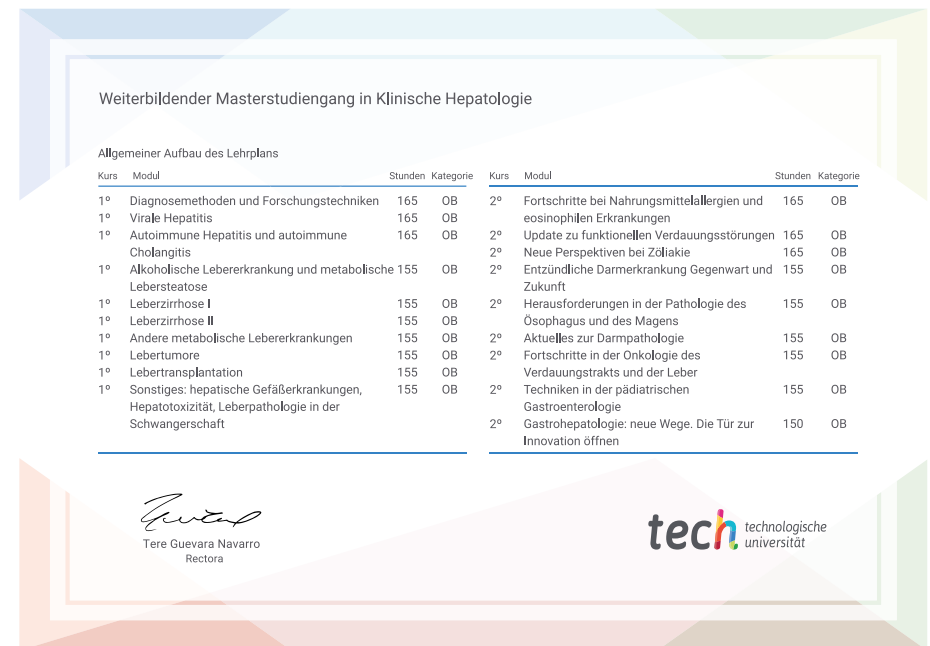 Weiterbildender Masterstudiengang in Klinische Hepatologie
Allgemeiner Aufbau des Lehrplans
Kurs Modul Stunden Kategorie
1º Diagnosemethoden und Forschungstechniken 165 OB
1º Virale Hepatitis 165 OB
1º Autoimmune Hepatitis und autoimmune 165 OB
Cholangitis
1º Alkoholische Lebererkrankung und metabolische 155 OB
Lebersteatose
1º Leberzirrhose I 155 OB
1º Leberzirrhose II 155 OB
1º Andere metabolische Lebererkrankungen 155 OB
1º Lebertumore 155 OB
1º Lebertransplantation 155 OB
1º Sonstiges: hepatische Gefäßerkrankungen, 155 OB
Hepatotoxizität, Leberpathologie in der
Schwangerschaft
Kurs Modul Stunden Kategorie
2º Fortschritte bei Nahrungsmittelallergien und 165 OB
eosinophilen Erkrankungen
2º Update zu funktionellen Verdauungsstörungen 165 OB
2º Neue Perspektiven bei Zöliakie 165 OB
2º Entzündliche Darmerkrankung Gegenwart und 155 OB
Zukunft
2º Herausforderungen in der Pathologie des 155 OB
Ösophagus und des Magens
2º Aktuelles zur Darmpathologie 155 OB
2º Fortschritte in der Onkologie des 155 OB
Verdauungstrakts und der Leber
2º Techniken in der pädiatrischen 155 OB
Gastroenterologie
2º Gastrohepatologie: neue Wege. Die Tür zur 150 OB
Innovation öffnen
Tere Guevara Navarro
Rectora
tech technologische
universität